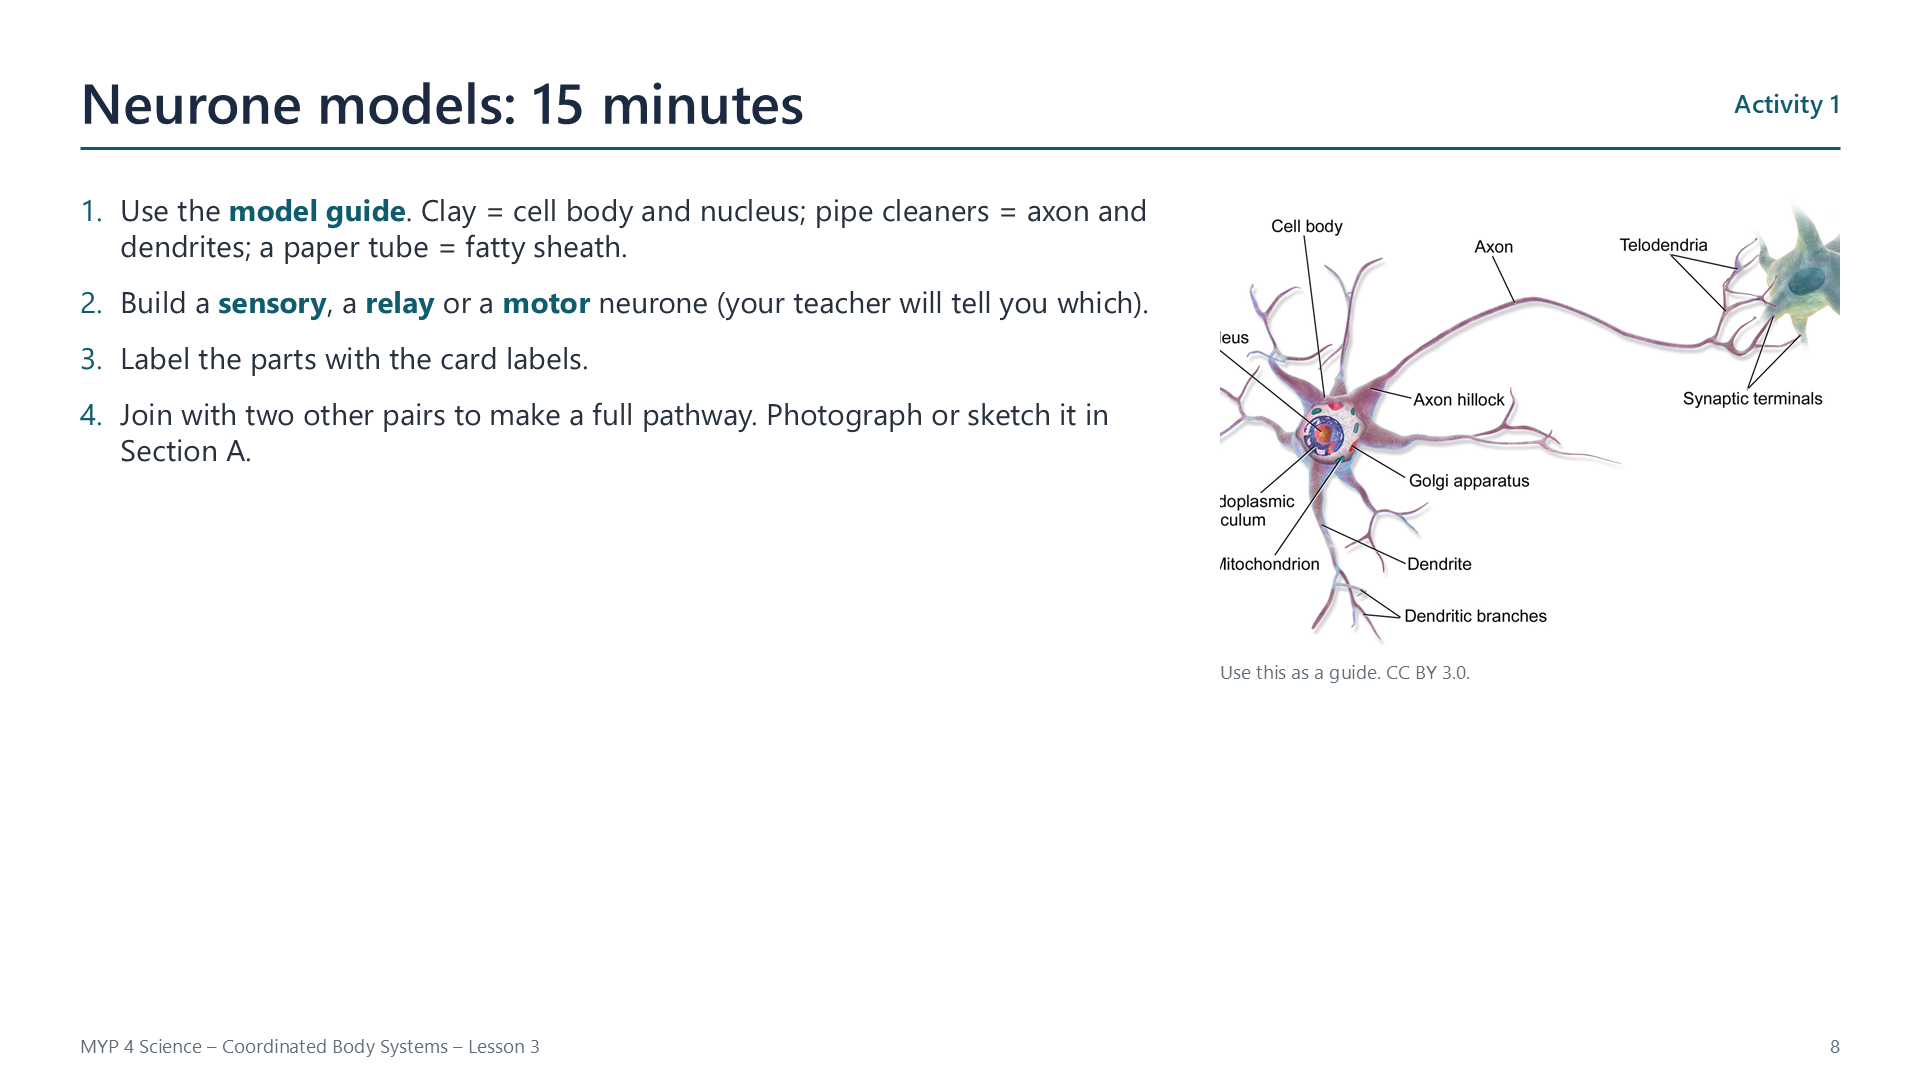 Neurone models: 15 minutes
Activity 1
1. Use the model guide. Clay = cell body and nucleus; pipe cleaners = axon and
dendrites; a paper tube = fatty sheath.
2. Build a sensory, a relay or a motor neurone (your teacher will tell you which).
3. Label the parts with the card labels.
4. Join with two other pairs to make a full pathway. Photograph or sketch it in
Section A.
Cell body
Axon
Telodendria
leus
Synaptic terminals
Axon hillock
Golgi apparatus
doplasmic
culum
Mitochondrion
Dendrite
Dendritic branches
Use this as a guide. CC BY 3.0.
MYP 4 Science – Coordinated Body Systems – Lesson 3
8